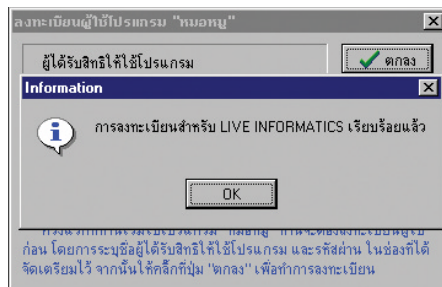 ลงทะเบียนผู้ใช้โปรแกรม "หมอหมู"
ผู้ได้รับสิทธิให้ใช้โปรแกรม
ตกลง
Information
การลงทะเบียนสำหรับ LIVE INFORMATICS เรียบร้อยแล้ว
OK
ก่อน โดยการระบุชื่อผู้ได้รับสิทธิให้ใช้โปรแกรม และรหัสผ่าน ในช่องที่ได้
จัดเตรียมไว้ จากนั้นให้คลิ๊กที่ปุ่ม "ตกลง" เพื่อทำการลงทะเบียน